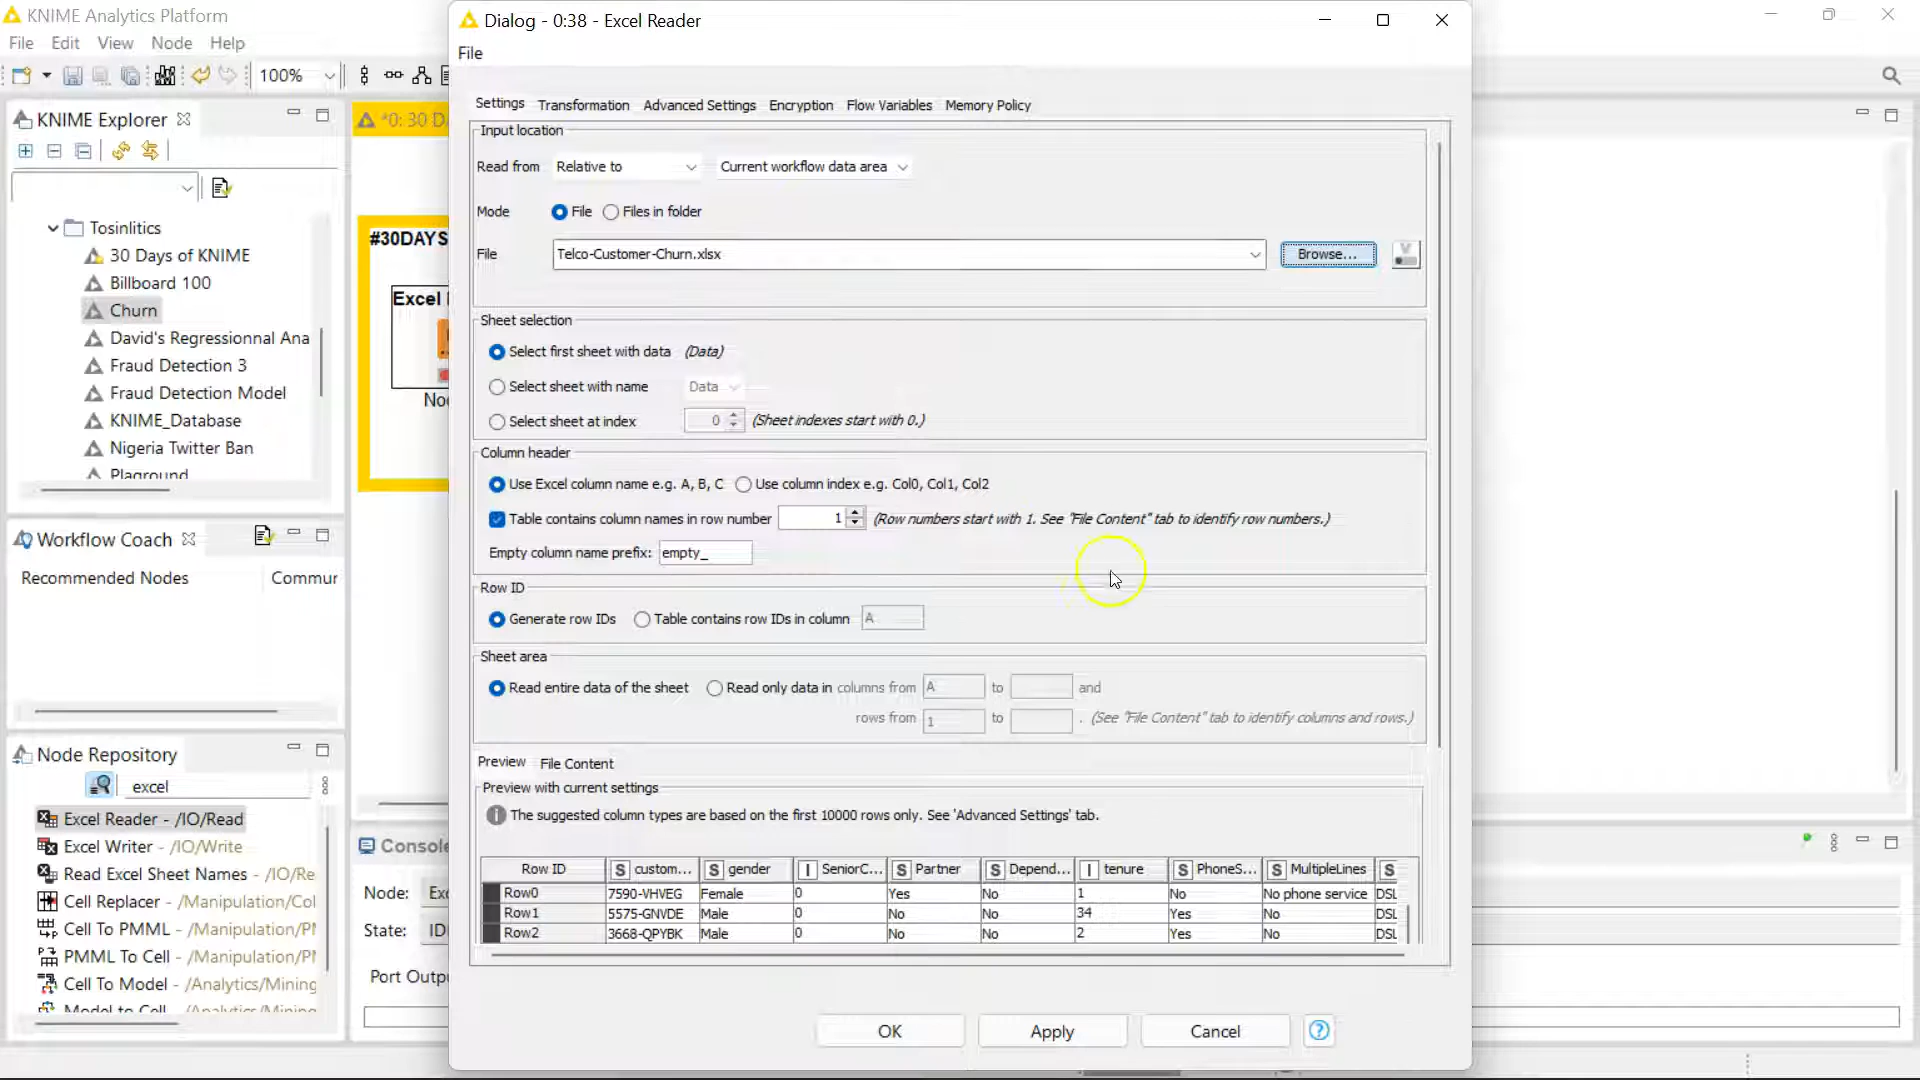 KNIME Analytics Platform
File Edit View Node Help
100%
KNIME Explorer
Tosinlitics
30 Days of KNIME
Billboard 100
Churn
David's Regressionnal Ana
Fraud Detection 3
Fraud Detection Model
KNIME_Database
Nigeria Twitter Ban
Plaground
Workflow Coach
Recommended Nodes Commur
Node Repository
excel
Excel Reader - /IO/Read
Excel Writer - /IO/Write
Read Excel Sheet Names - /IO/Re
Cell Replacer - /Manipulation/Col
Cell To PMML - /Manipulation/PI
PMML To Cell - /Manipulation/PI
Cell To Model - /Analytics/Mining
Model to Cell /Analytics/Mining
*0: 30 D
#30DAYS
Excel
No
Console
Node: Ex
State: ID
Port Outp
Dialog - 0:38 - Excel Reader
File
Settings Transformation Advanced Settings Encryption Flow Variables Memory Policy
Input location
Read from Relative to Current workflow data area
Mode File Files in folder
File Telco-Customer-Churn.xlsx Browse...
Sheet selection
Select first sheet with data (Data)
Select sheet with name Data
Select sheet at index 0 (Sheet indexes start with 0.)
Column header
Use Excel column name e.g. A, B, C Use column index e.g. Col0, Col1, Col2
Table contains column names in row number 1 (Row numbers start with 1. See "File Content" tab to identify row numbers.)
Empty column name prefix: empty_
Row ID
Generate row IDs Table contains row IDs in column A
Sheet area
Read entire data of the sheet Read only data in columns from A to and
rows from 1 to . (See "File Content" tab to identify columns and rows.)
Preview File Content
Preview with current settings
The suggested column types are based on the first 10000 rows only. See 'Advanced Settings' tab.
Row ID S custom... S gender I SeniorC... S Partner S Depend... I tenure S PhoneS... S MultipleLines S
Row0 7590-VHVEG Female 0 Yes No 1 No No phone service DSL
Row1 5575-GNVDE Male 0 No No 34 Yes No DSL
Row2 3668-QPYBK Male 0 No No 2 Yes No DSL
OK Apply Cancel ?